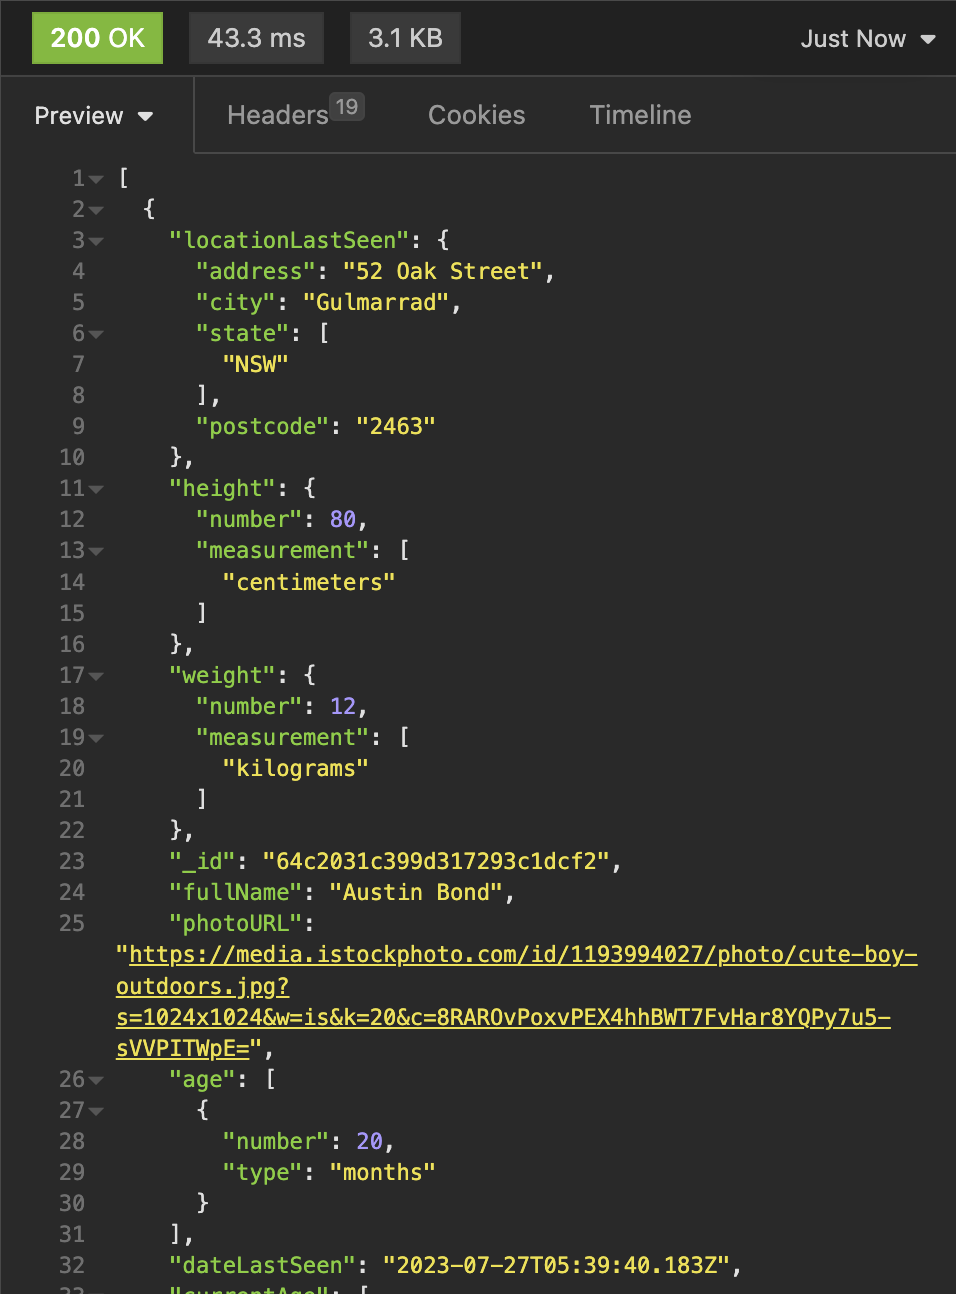 200 OK 43.3 ms 3.1 KB Just Now
Preview Headers 19 Cookies Timeline
1 [
2 {
3 "locationLastSeen": {
4 "address": "52 Oak Street",
5 "city": "Gulmarrad",
6 "state": [
7 "NSW"
8 ],
9 "postcode": "2463"
10 },
11 "height": {
12 "number": 80,
13 "measurement": [
14 "centimeters"
15 ]
16 },
17 "weight": {
18 "number": 12,
19 "measurement": [
20 "kilograms"
21 ]
22 },
23 "_id": "64c2031c399d317293c1dcf2",
24 "fullName": "Austin Bond",
25 "photoURL":
"https://media.istockphoto.com/id/1193994027/photo/cute-boy-
outdoors.jpg?
s=1024x1024&w=is&k=20&c=8RAROvPoxvPEX4hhBWT7FvHar8YQPy7u5-
sVVPITWpE=",
26 "age": [
27 {
28 "number": 20,
29 "type": "months"
30 }
31 ],
32 "dateLastSeen": "2023-07-27T05:39:40.183Z",
33 "currentAge": [